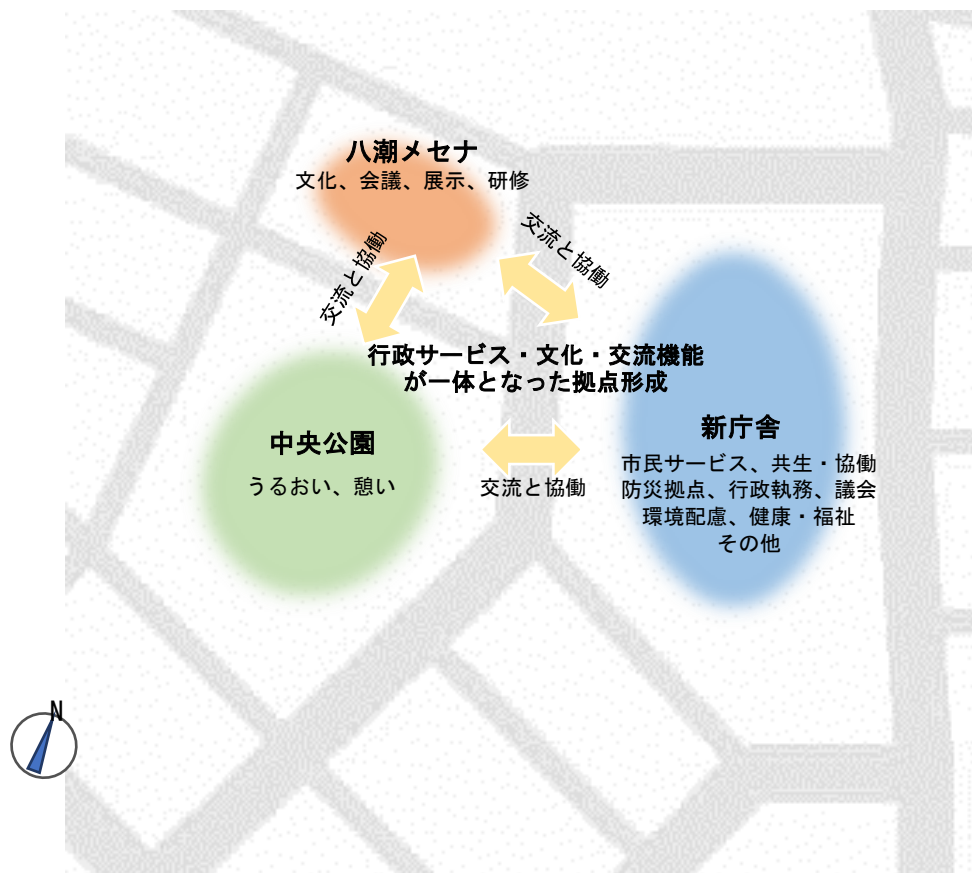 八潮メセナ
文化、会議、展示、研修
交流と協働
交流と協働
行政サービス・文化・交流機能
が一体となった拠点形成
中央公園
うるおい、憩い
交流と協働
新庁舎
市民サービス、共生・協働
防災拠点、行政執務、議会
環境配慮、健康・福祉
その他
N